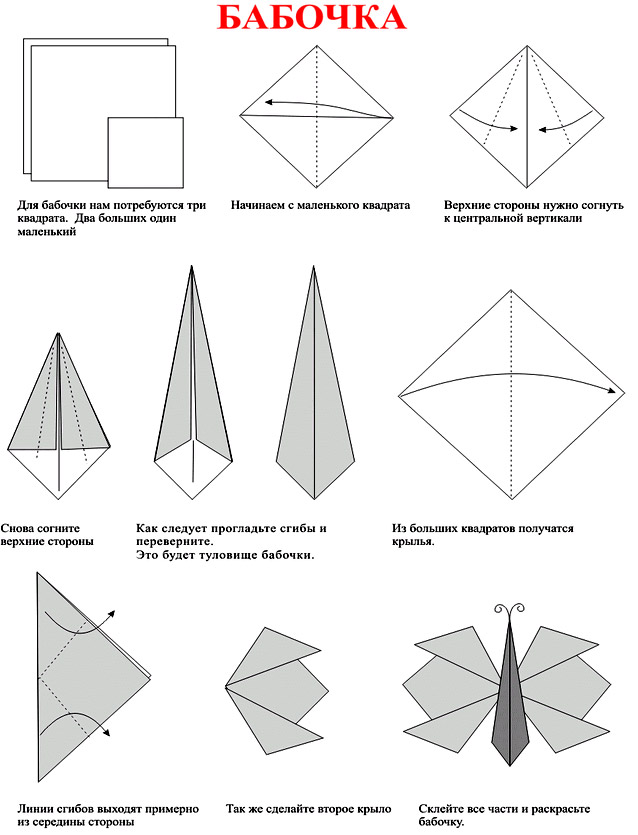 БАБОЧКА
Для бабочки нам потребуются три
квадрата. Два больших один
маленький
Начинаем с маленького квадрата
Верхние стороны нужно согнуть
к центральной вертикали
Снова согните
верхние стороны
Как следует прогладьте сгибы и
переверните.
Это будет туловище бабочки.
Из больших квадратов получатся
крылья.
Линии сгибов выходят примерно
из середины стороны
Так же сделайте второе крыло
Склейте все части и раскрасьте
бабочку.